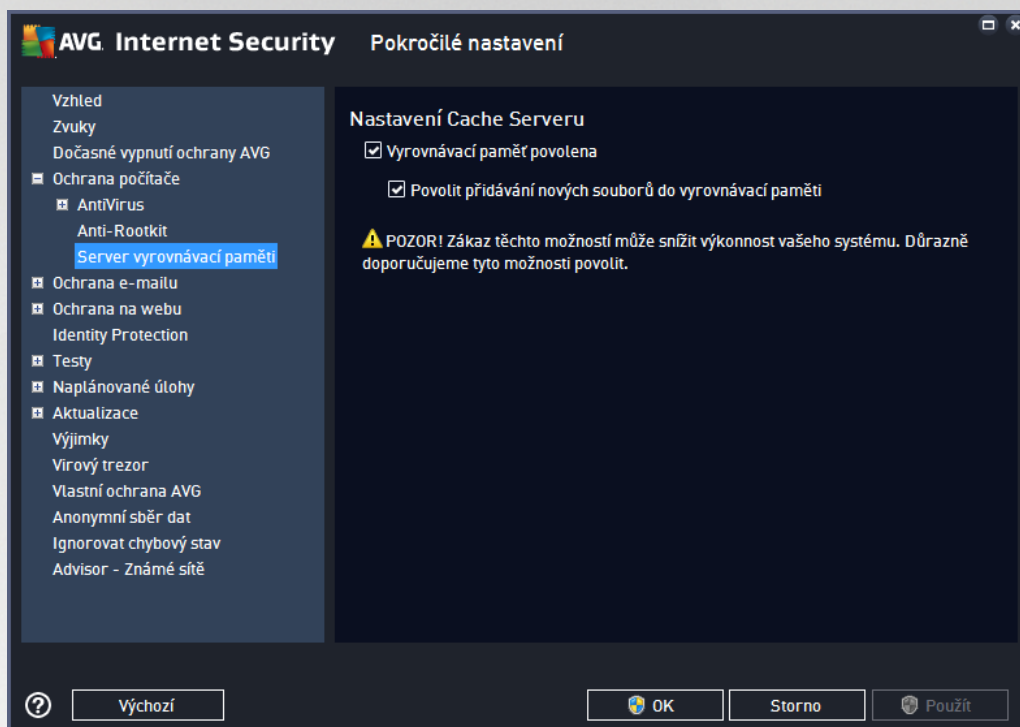 AVG. Internet Security Pokročilé nastavení
Vzhled
Zvuky
Dočasné vypnutí ochrany AVG
Ochrana počítače
AntiVirus
Anti-Rootkit
Server vyrovnávací paměti
Ochrana e-mailu
Ochrana na webu
Identity Protection
Testy
Naplánované úlohy
Aktualizace
Výjimky
Virový trezor
Vlastní ochrana AVG
Anonymní sběr dat
Ignorovat chybový stav
Advisor - Známé sítě
Nastavení Cache Serveru
Vyrovnávací paměť povolena
Povolit přidávání nových souborů do vyrovnávací paměti
POZOR! Zákaz těchto možností může snížit výkonnost vašeho systému. Důrazně
doporučujeme tyto možnosti povolit.
Výchozí
OK
Storno
Použít